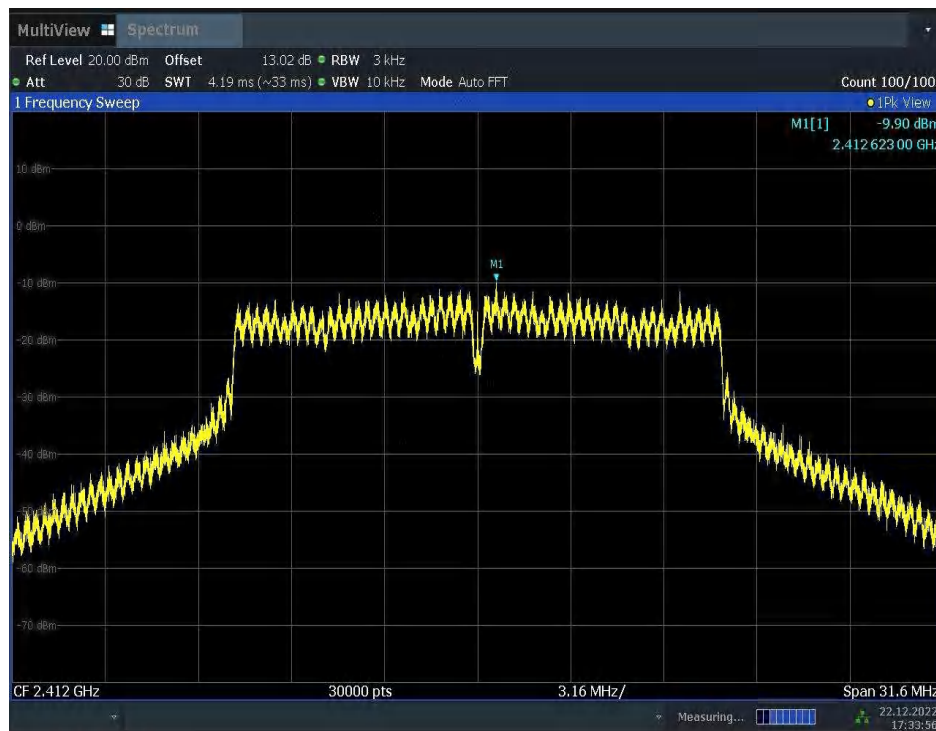 MultiView Spectrum
Ref Level 20.00 dBm Offset 13.02 dB RBW 3 kHz
Att 30 dB SWT 4.19 ms (~33 ms) VBW 10 kHz Mode Auto FFT Count 100/100
1 Frequency Sweep 1Pk View
M1[1] -9.90 dBm
2.412 623 00 GHz
10 dBm
0 dBm
M1
-10 dBm
-20 dBm
-30 dBm
-40 dBm
-50 dBm
-60 dBm
-70 dBm
CF 2.412 GHz 30000 pts 3.16 MHz/ Span 31.6 MHz
Measuring... 22.12.2022
17:33:56